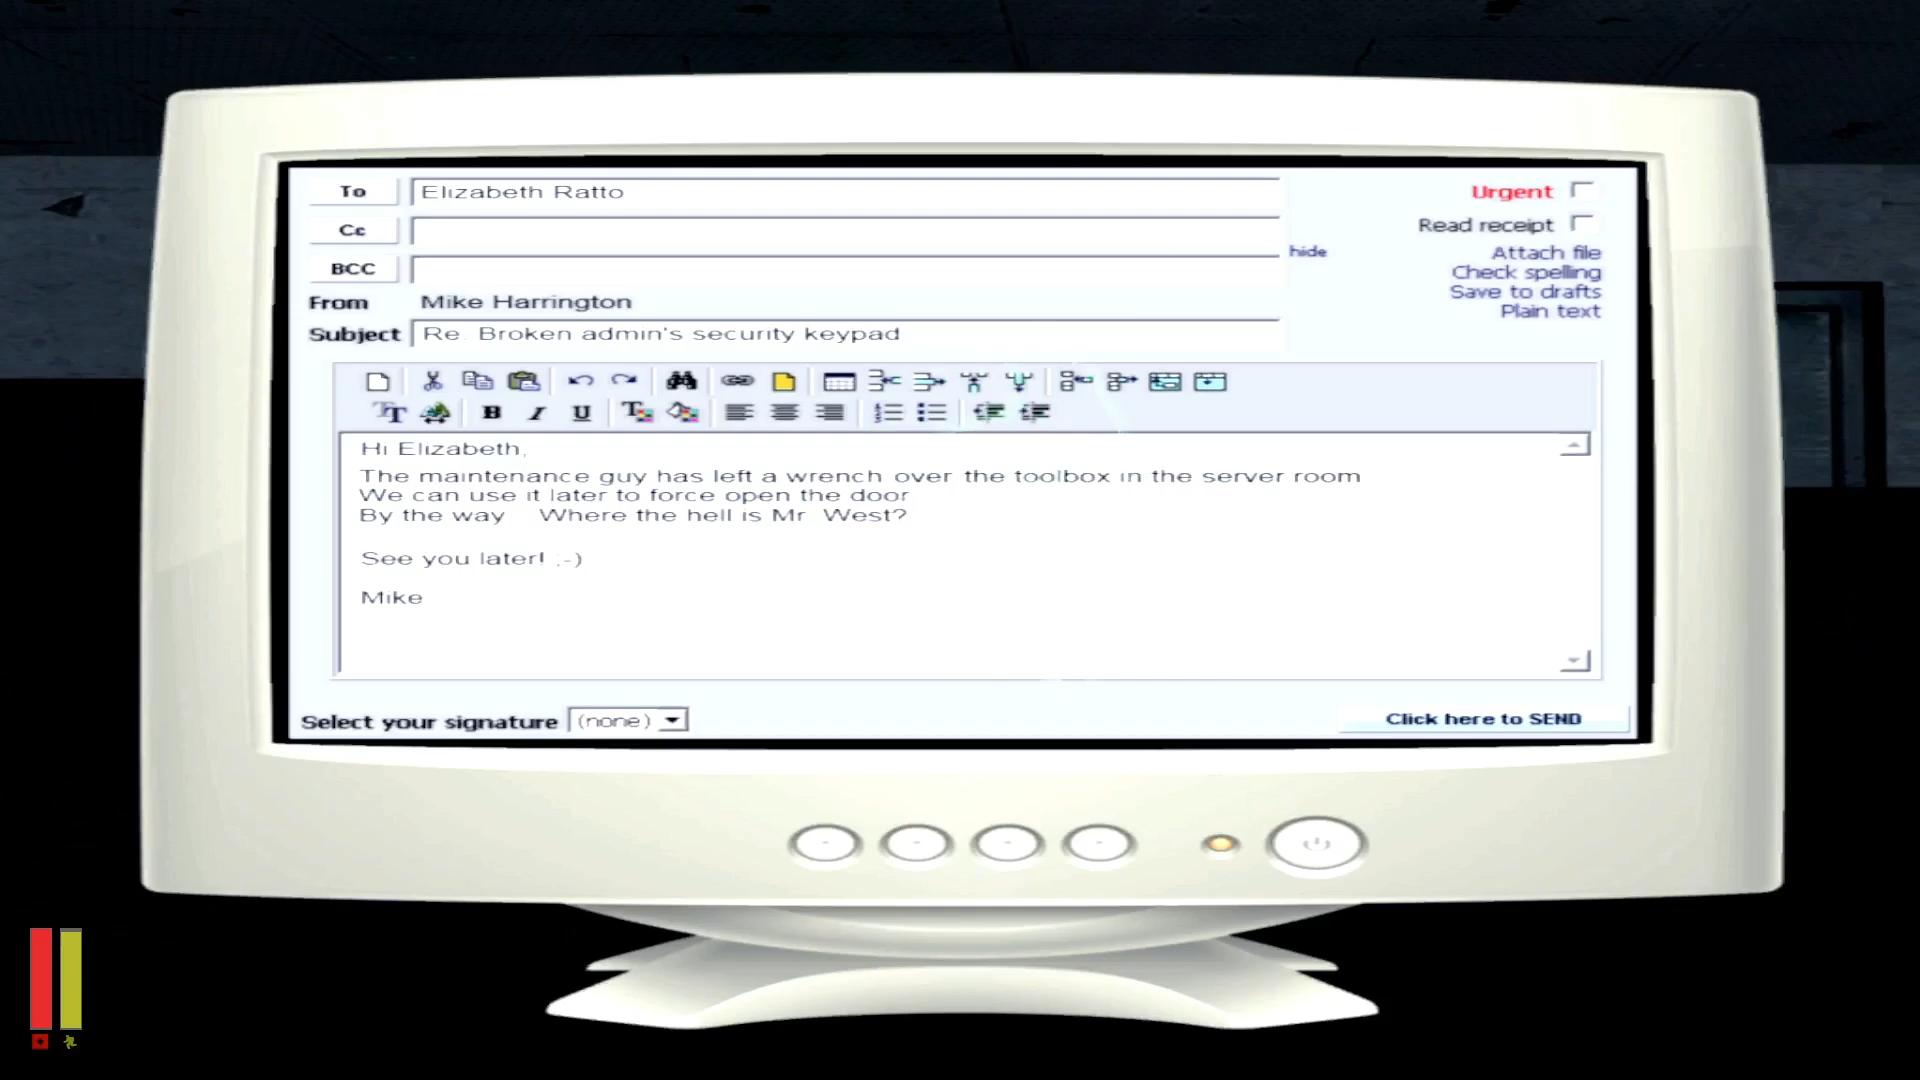 To Elizabeth Ratto
Urgent
Cc
Read receipt
hide
Attach file
BCC
Check spelling
Save to drafts
From Mike Harrington
Plain text
Subject Re. Broken admin's security keypad
B I U
Hi Elizabeth,
The maintenance guy has left a wrench over the toolbox in the server room
We can use it later to force open the door
By the way Where the hell is Mr West?
See you later! ;-)
Mike
Select your signature (none)
Click here to SEND